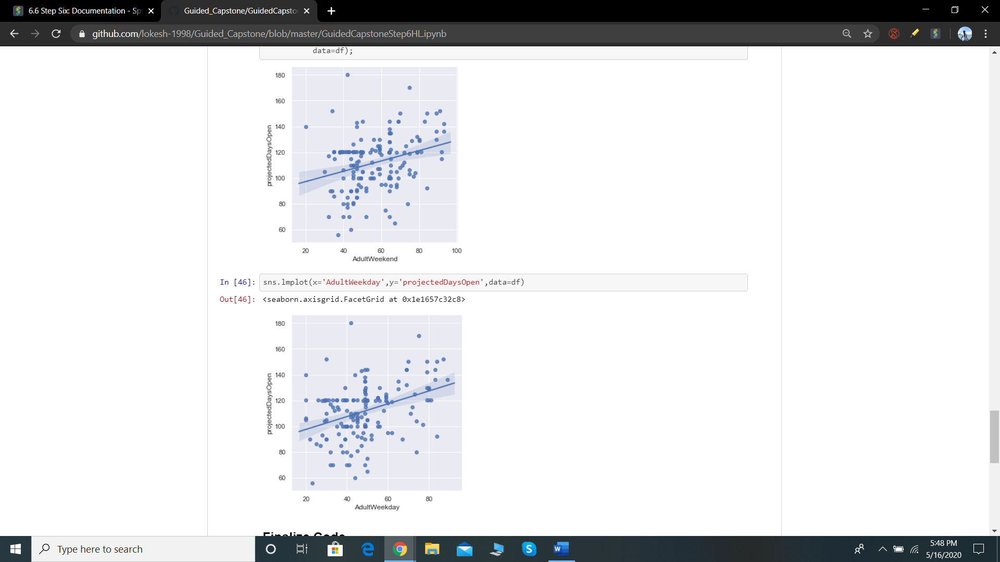 6.6 Step Six: Documentation - Sp
Guided_Capstone/GuidedCapsto
github.com/lokesh-1998/Guided_Capstone/blob/master/GuidedCapstoneStep6HL.ipynb
data=df);
180
160
140
120
100
80
60
projectedDaysOpen
20 40 60 80 100
AdultWeekend
In [46]: sns.lmplot(x='AdultWeekday',y='projectedDaysOpen',data=df)
Out[46]: <seaborn.axisgrid.FacetGrid at 0x1e1657c32c8>
180
160
140
120
100
80
60
projectedDaysOpen
20 40 60 80
AdultWeekday
Finalize Code
Type here to search
5:48 PM
5/16/2020